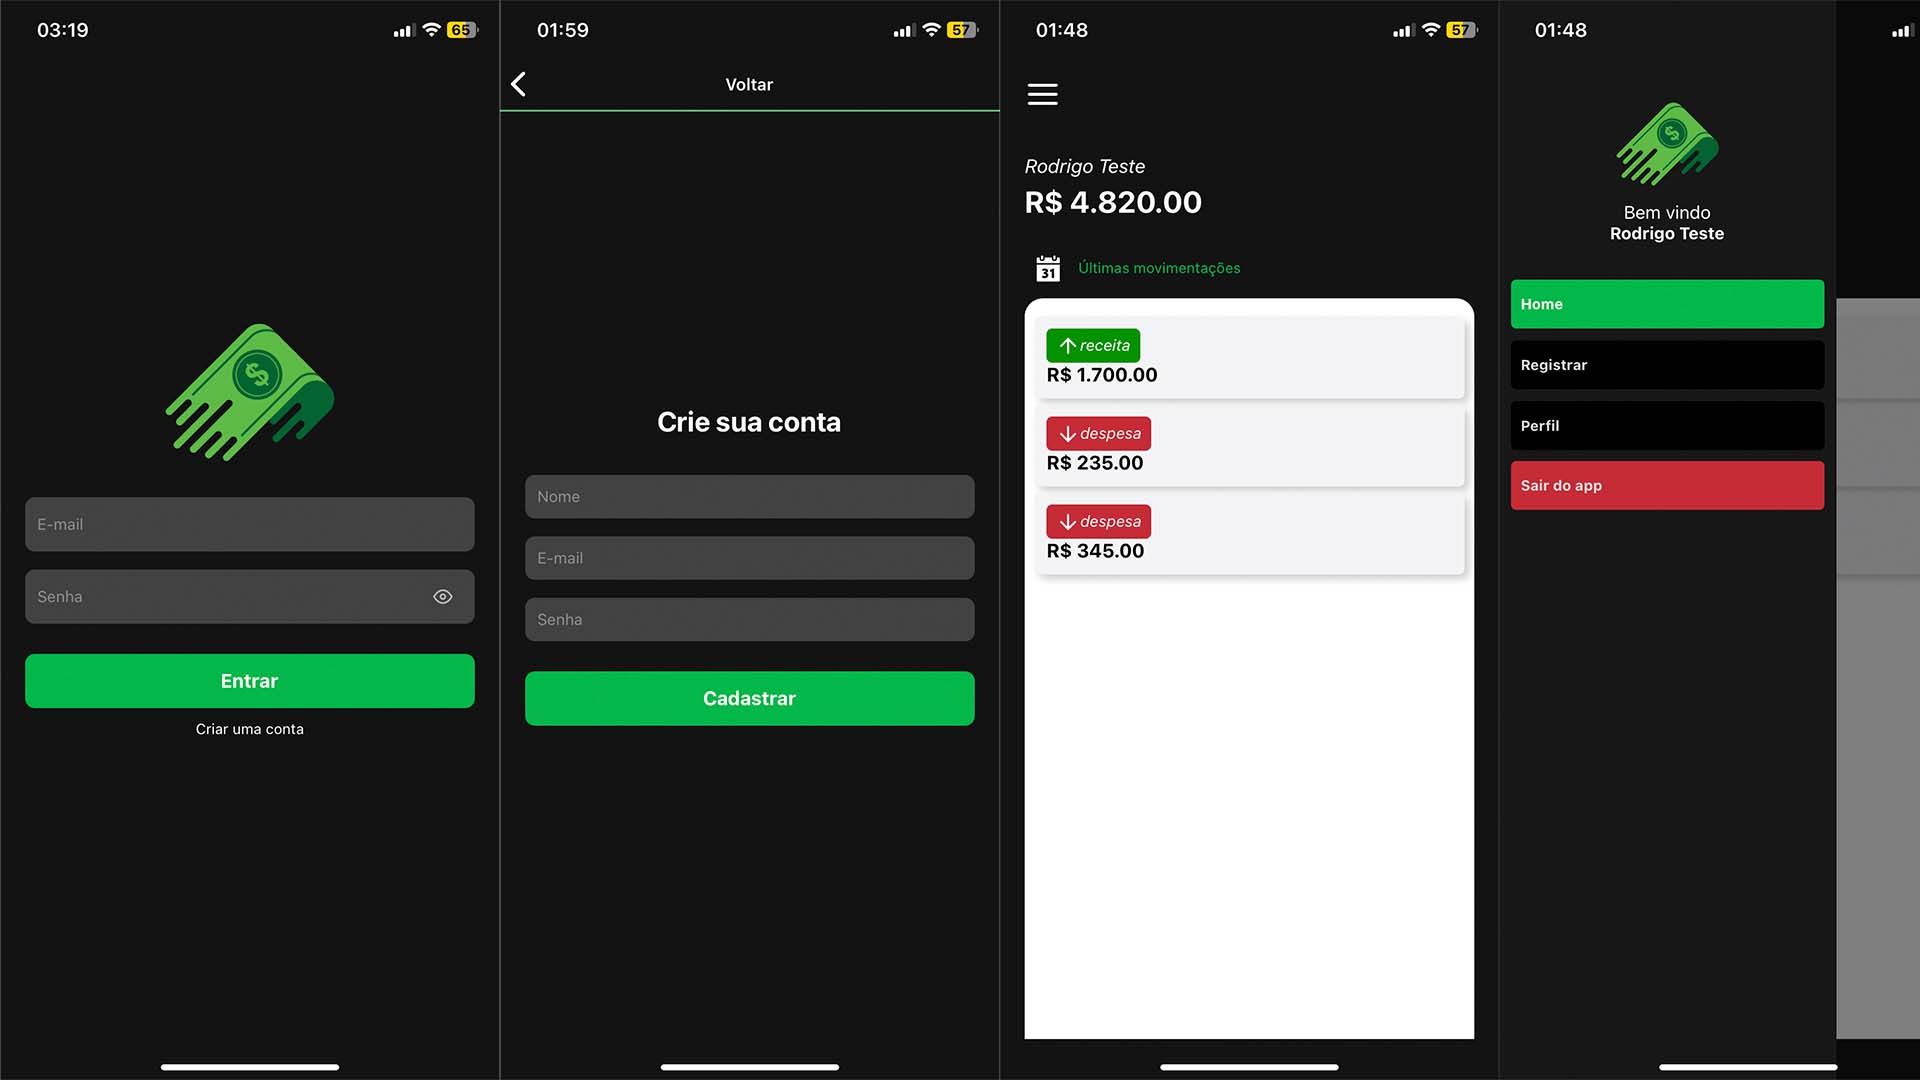 03:19
65
E-mail
Senha
Entrar
Criar uma conta
01:59
57
Voltar
Crie sua conta
Nome
E-mail
Senha
Cadastrar
01:48
57
Rodrigo Teste
R$ 4.820.00
31
Últimas movimentações
receita
R$ 1.700.00
despesa
R$ 235.00
despesa
R$ 345.00
01:48
$
Bem vindo
Rodrigo Teste
Home
Registrar
Perfil
Sair do app